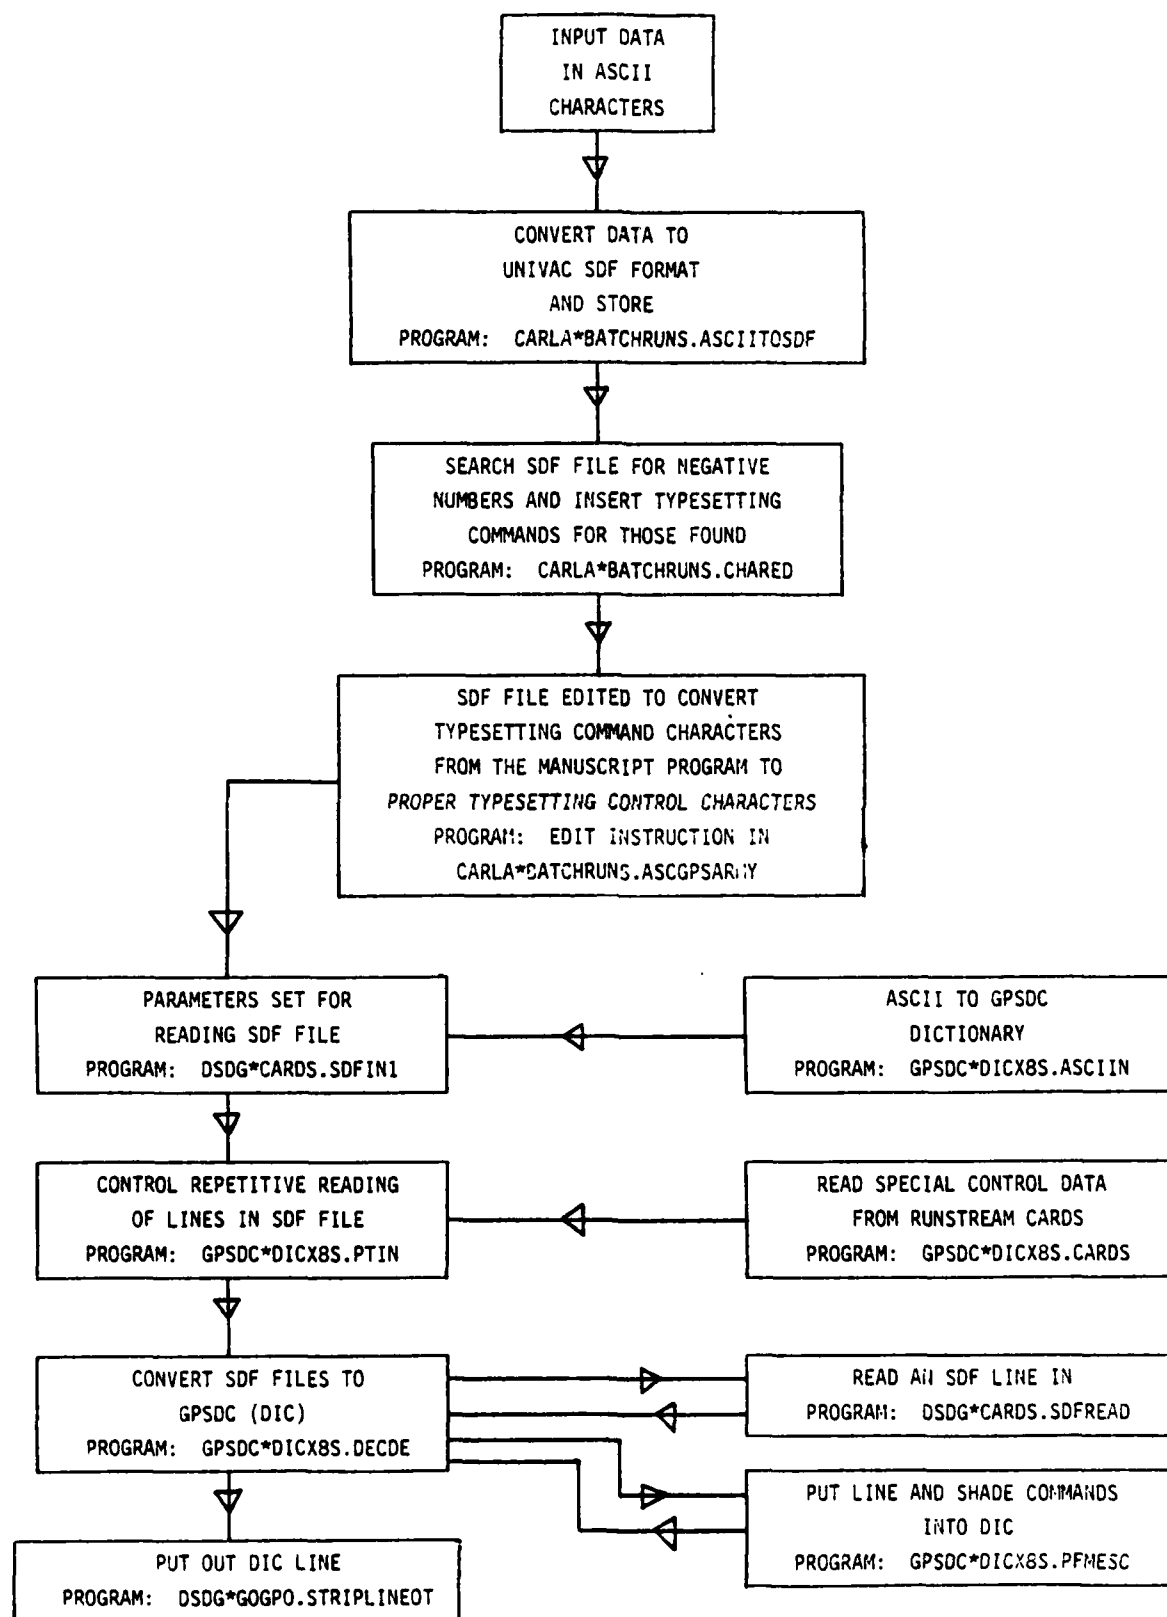 INPUT DATA
IN ASCII
CHARACTERS
CONVERT DATA TO
UNIVAC SDF FORMAT
AND STORE
PROGRAM: CARLA*BATCHRUNS.ASCIITOSDF
SEARCH SDF FILE FOR NEGATIVE
NUMBERS AND INSERT TYPESETTING
COMMANDS FOR THOSE FOUND
PROGRAM: CARLA*BATCHRUNS.CHARED
SDF FILE EDITED TO CONVERT
TYPESETTING COMMAND CHARACTERS
FROM THE MANUSCRIPT PROGRAM TO
PROPER TYPESETTING CONTROL CHARACTERS
PROGRAM: EDIT INSTRUCTION IN
CARLA*BATCHRUNS.ASCGPSARMY
PARAMETERS SET FOR
READING SDF FILE
PROGRAM: DSDG*CARDS.SDFIN1
ASCII TO GPSDC
DICTIONARY
PROGRAM: GPSDC*DICX8S.ASCIIN
CONTROL REPETITIVE READING
OF LINES IN SDF FILE
PROGRAM: GPSDC*DICX8S.PTIN
READ SPECIAL CONTROL DATA
FROM RUNSTREAM CARDS
PROGRAM: GPSDC*DICX8S.CARDS
CONVERT SDF FILES TO
GPSDC (DIC)
PROGRAM: GPSDC*DICX8S.DECDE
READ AN SDF LINE IN
PROGRAM: DSDG*CARDS.SDFREAD
PUT LINE AND SHADE COMMANDS
INTO DIC
PROGRAM: GPSDC*DICX8S.PFMESC
PUT OUT DIC LINE
PROGRAM: DSDG*GOGPO.STRIPLINEOT